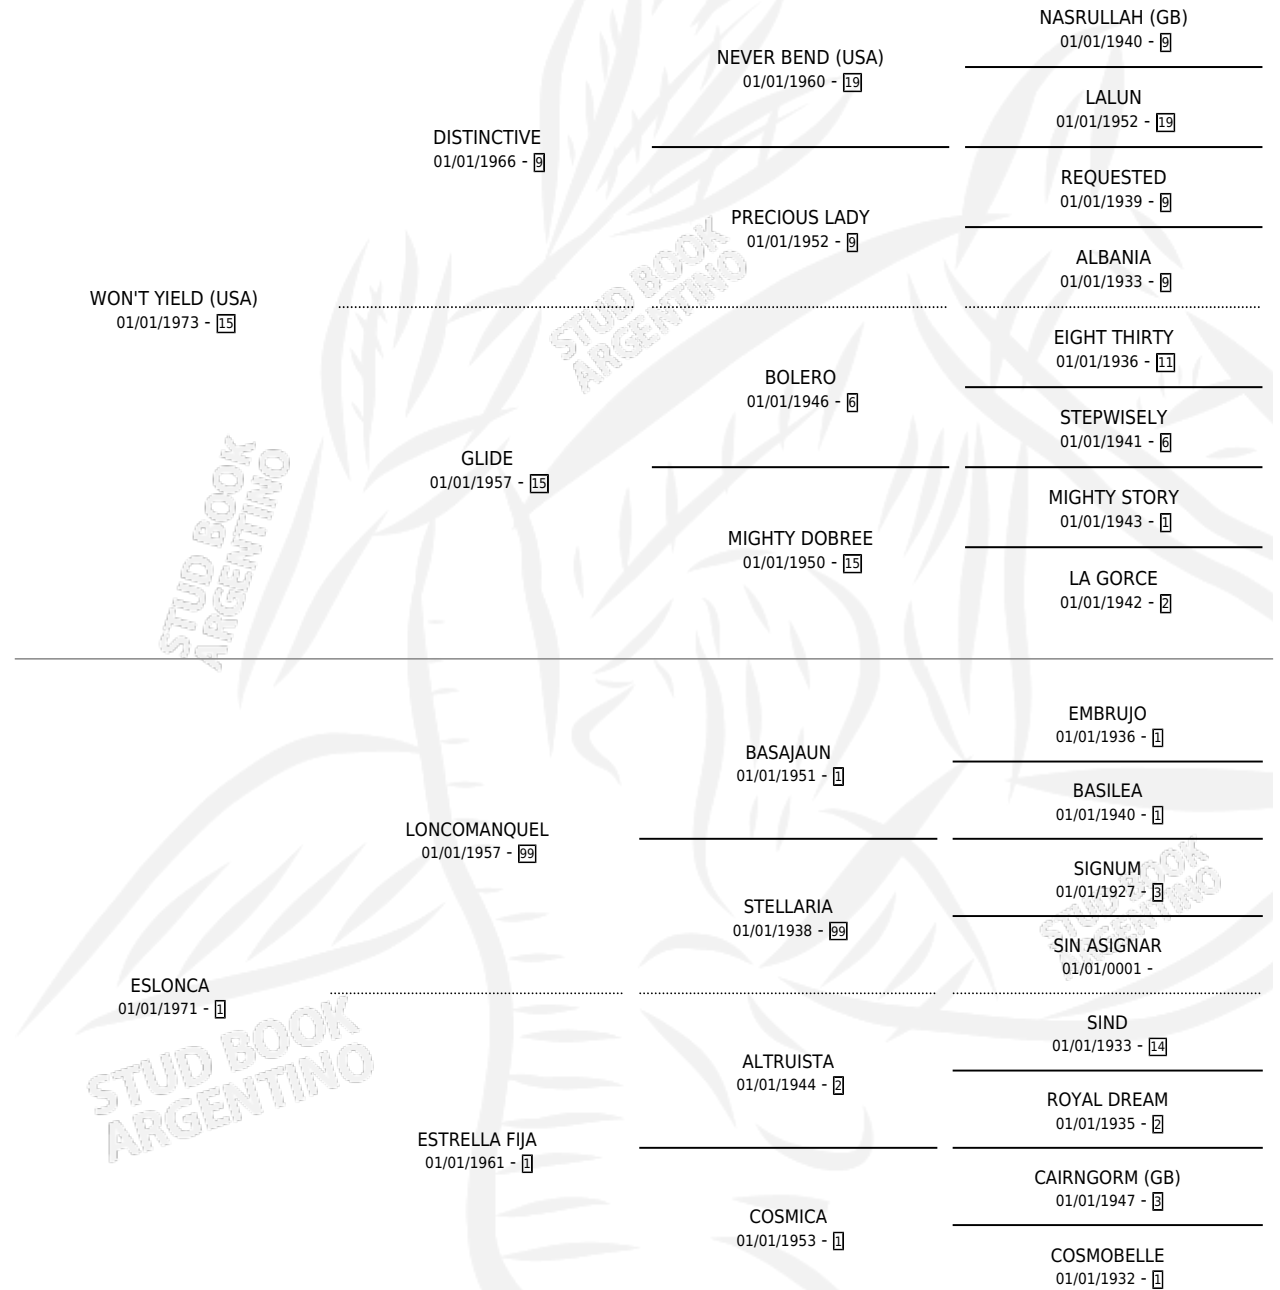 NASRULLAH (GB)
01/01/1940 - 9
NEVER BEND (USA)
01/01/1960 - 19
LALUN
01/01/1952 - 19
DISTINCTIVE
01/01/1966 - 9
REQUESTED
01/01/1939 - 9
PRECIOUS LADY
01/01/1952 - 9
ALBANIA
01/01/1933 - 9
WON'T YIELD (USA)
01/01/1973 - 15
EIGHT THIRTY
01/01/1936 - 11
BOLERO
01/01/1946 - 6
STEPWISELY
01/01/1941 - 6
GLIDE
01/01/1957 - 15
MIGHTY STORY
01/01/1943 - 1
MIGHTY DOBREE
01/01/1950 - 15
LA GORCE
01/01/1942 - 2
EMBRUJO
01/01/1936 - 1
BASAJAUN
01/01/1951 - 1
BASILEA
01/01/1940 - 1
LONCOMANQUEL
01/01/1957 - 99
SIGNUM
01/01/1927 - 3
STELLARIA
01/01/1938 - 99
SIN ASIGNAR
01/01/0001 -
ESLONCA
01/01/1971 - 1
SIND
01/01/1933 - 14
ALTRUISTA
01/01/1944 - 2
ROYAL DREAM
01/01/1935 - 2
ESTRELLA FIJA
01/01/1961 - 1
CAIRNGORM (GB)
01/01/1947 - 3
COSMICA
01/01/1953 - 1
COSMOBELLE
01/01/1932 - 1
STUD BOOK
ARGENTINO
STUD BOOK
ARGENTINO
STUD BOOK
ARGENTINO
STUD BOOK
ARGENTINO